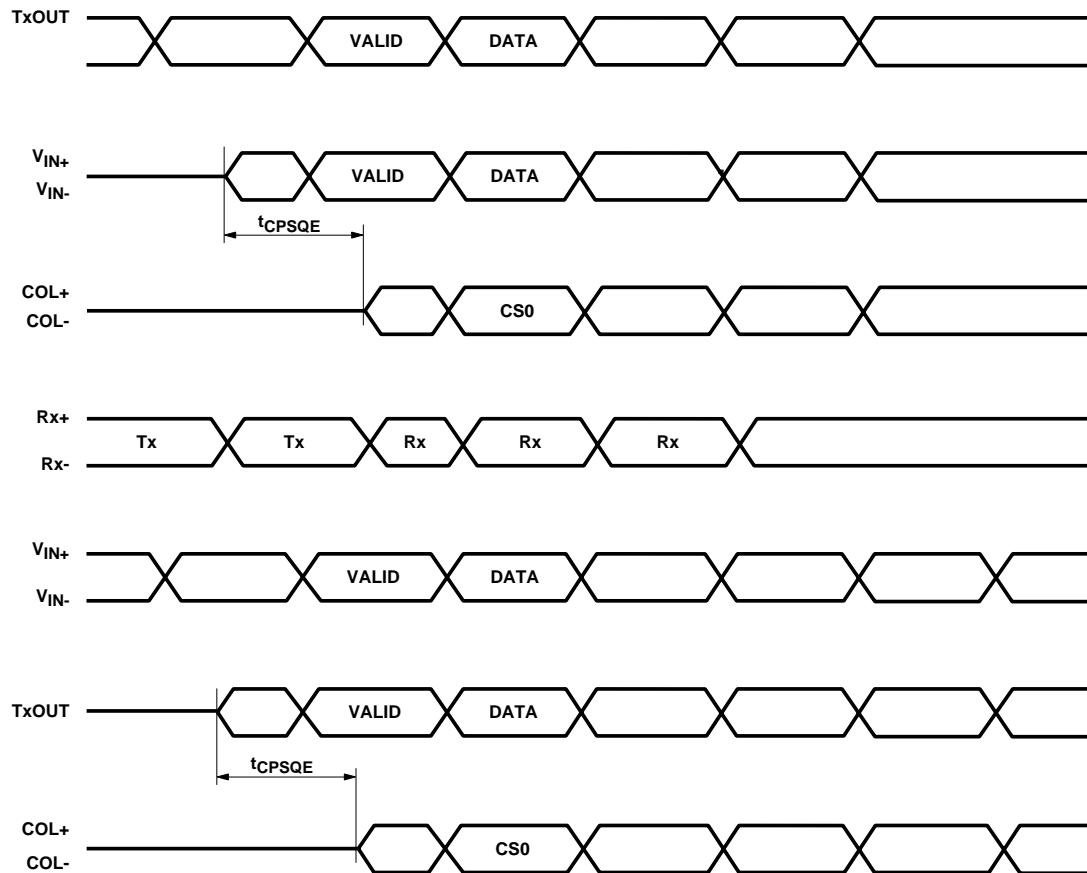 TxOUT
VALID DATA
VIN+
VIN-
VALID DATA
tCPSQE
COL+
COL-
CS0
Rx+
Rx-
Tx Tx Rx Rx Rx
VIN+
VIN-
VALID DATA
TxOUT
VALID DATA
tCPSQE
COL+
COL-
CS0